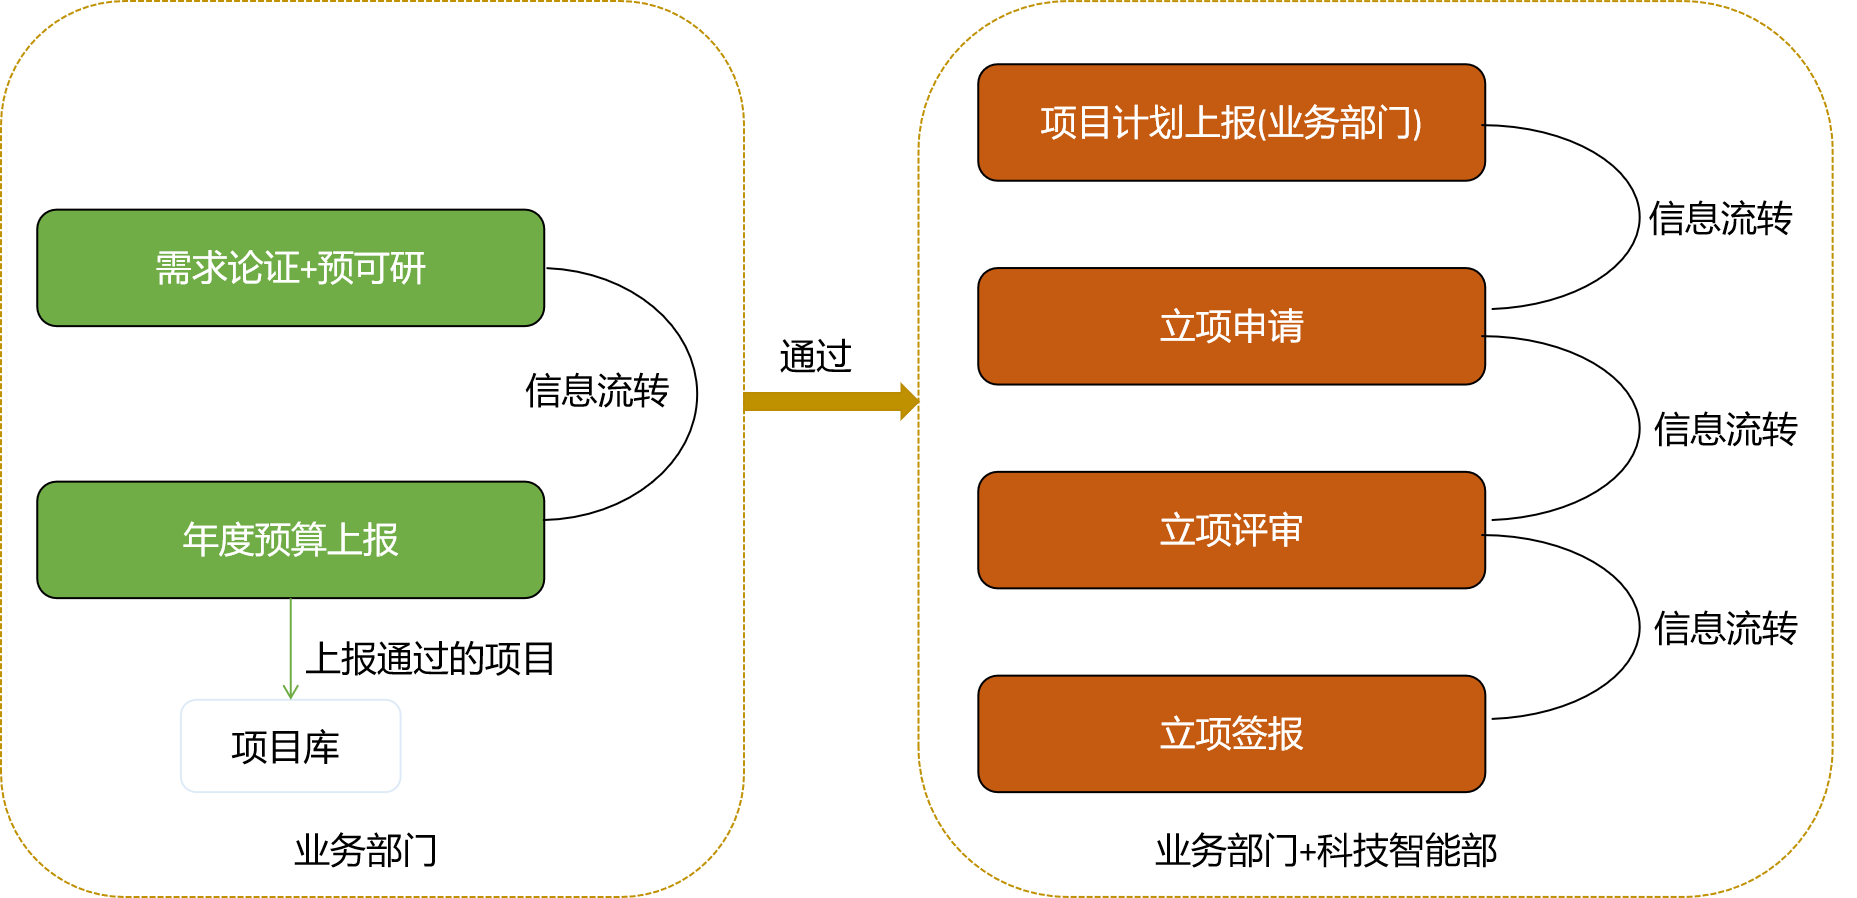 需求论证+预可研
信息流转
年度预算上报
上报通过的项目
项目库
业务部门
通过
项目计划上报(业务部门)
信息流转
立项申请
信息流转
立项评审
信息流转
立项签报
业务部门+科技智能部